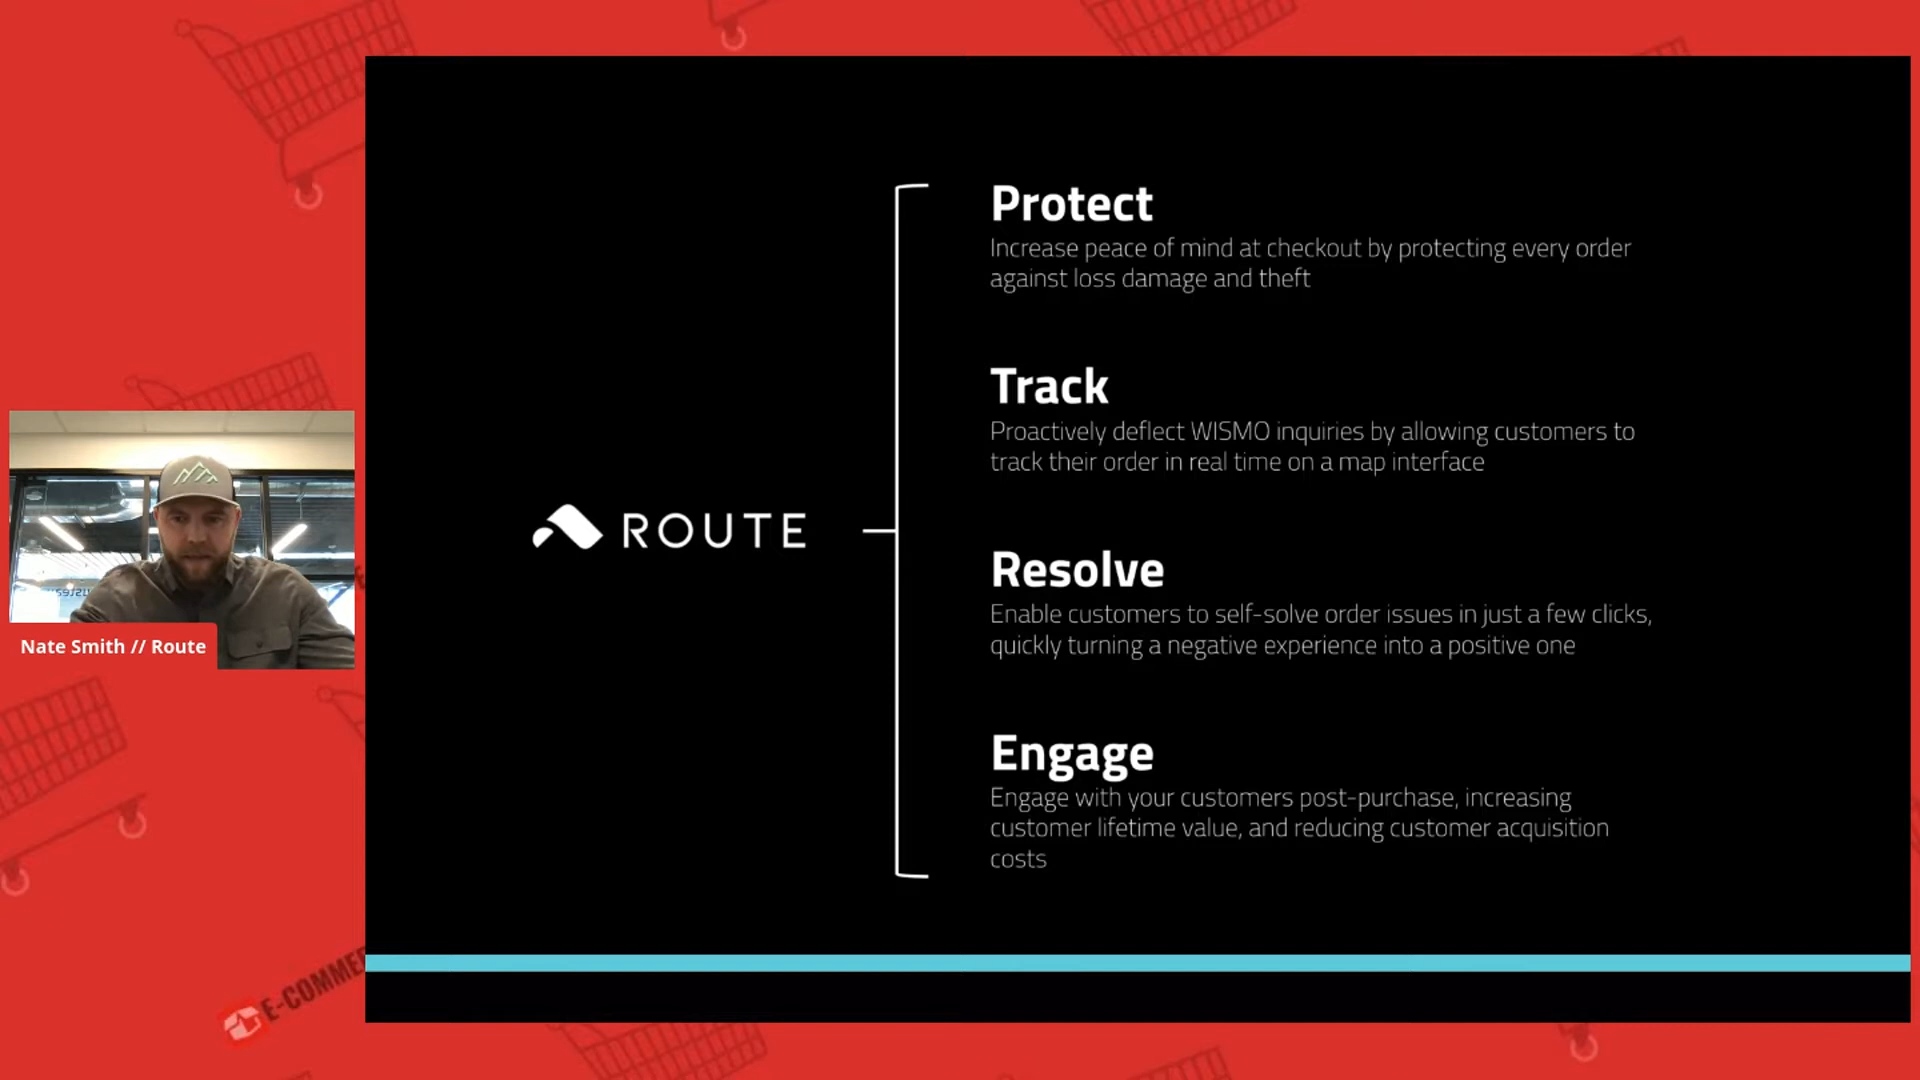 Protect
Increase peace of mind at checkout by protecting every order
against loss damage and theft
Track
Proactively deflect WISMO inquiries by allowing customers to
track their order in real time on a map interface
ROUTE
Resolve
Enable customers to self-solve order issues in just a few clicks,
quickly turning a negative experience into a positive one
Engage
Engage with your customers post-purchase, increasing
customer lifetime value, and reducing customer acquisition
costs
Nate Smith // Route